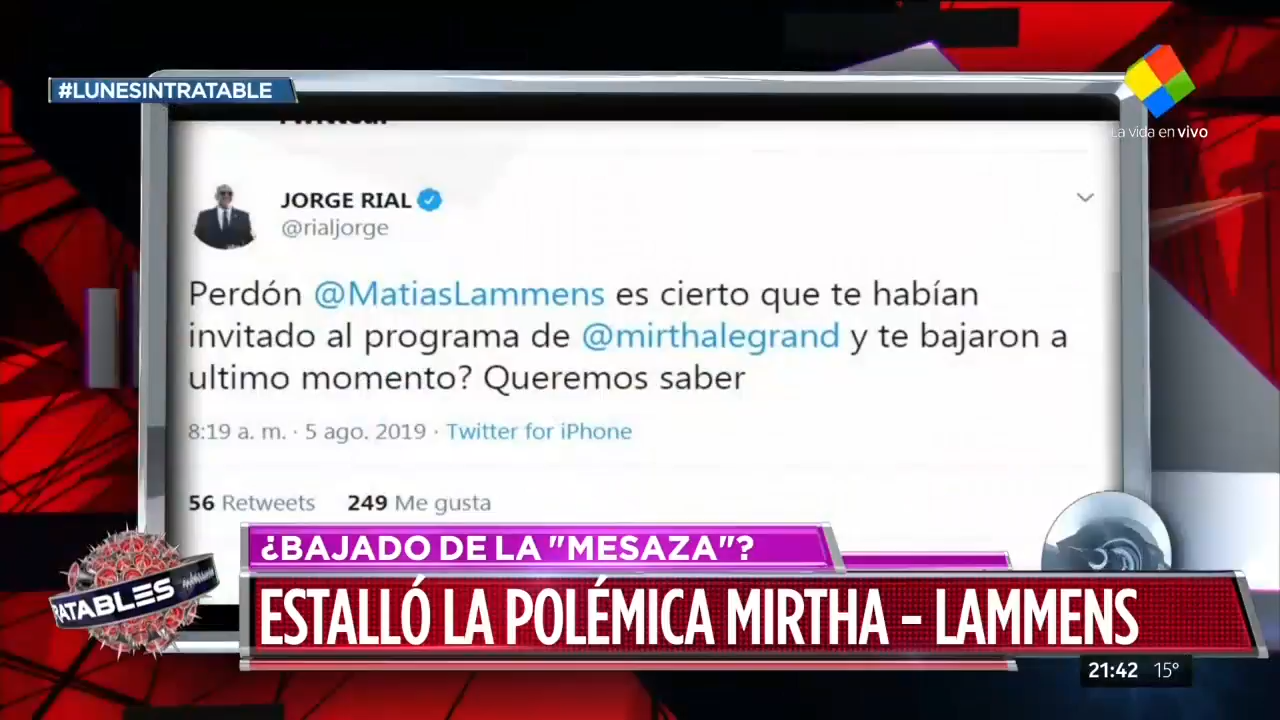 #LUNESINTRATABLE
La vida en vivo
JORGE RIAL
@rialjorge
Perdón @MatiasLammens es cierto que te habían
invitado al programa de @mirthalegrand y te bajaron a
ultimo momento? Queremos saber
8:19 a. m. · 5 ago. 2019 · Twitter for iPhone
56 Retweets 249 Me gusta
¿BAJADO DE LA "MESAZA"?
RATABLES
ESTALLÓ LA POLÉMICA MIRTHA - LAMMENS
21:42 15°